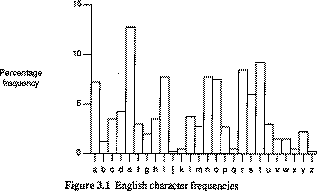 15
10
Percentage
frequency
5
0
a b c d e f g h i j k l m n o p q r s t u v w x y z
Figure 3.1 English character frequencies